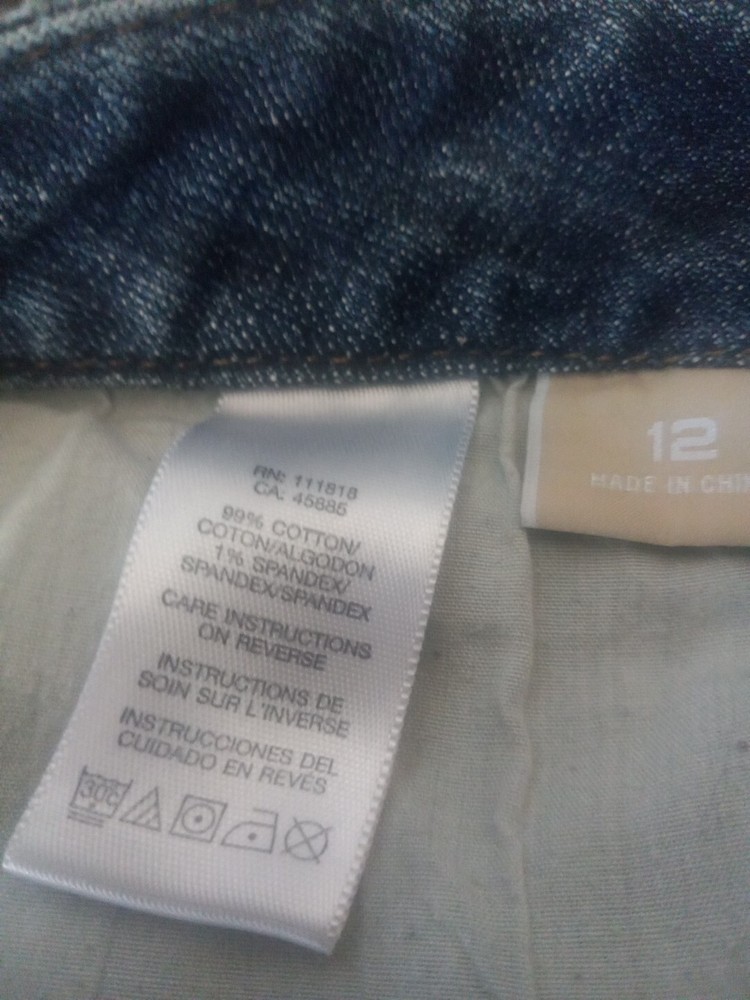 RN: 111818
CA: 45885
99% COTTON/
COTON/ALGODON
1% SPANDEX/
SPANDEX/SPANDEX
CARE INSTRUCTIONS
ON REVERSE
INSTRUCTIONS DE
SOIN SUR L'INVERSE
INSTRUCCIONES DEL
CUIDADO EN REVÉS
30°C
12
MADE IN CHIN